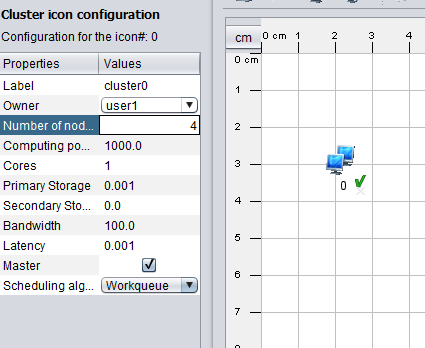 Cluster icon configuration
Configuration for the icon#: 0
Properties Values
Label cluster0
Owner user1
Number of nod... 4
Computing po... 1000.0
Cores 1
Primary Storage 0.001
Secondary Sto... 0.0
Bandwidth 100.0
Latency 0.001
Master
Scheduling alg... Workqueue
cm 0 cm 1 2 3 4
0 cm
1
2
3
4
5
6
7
0